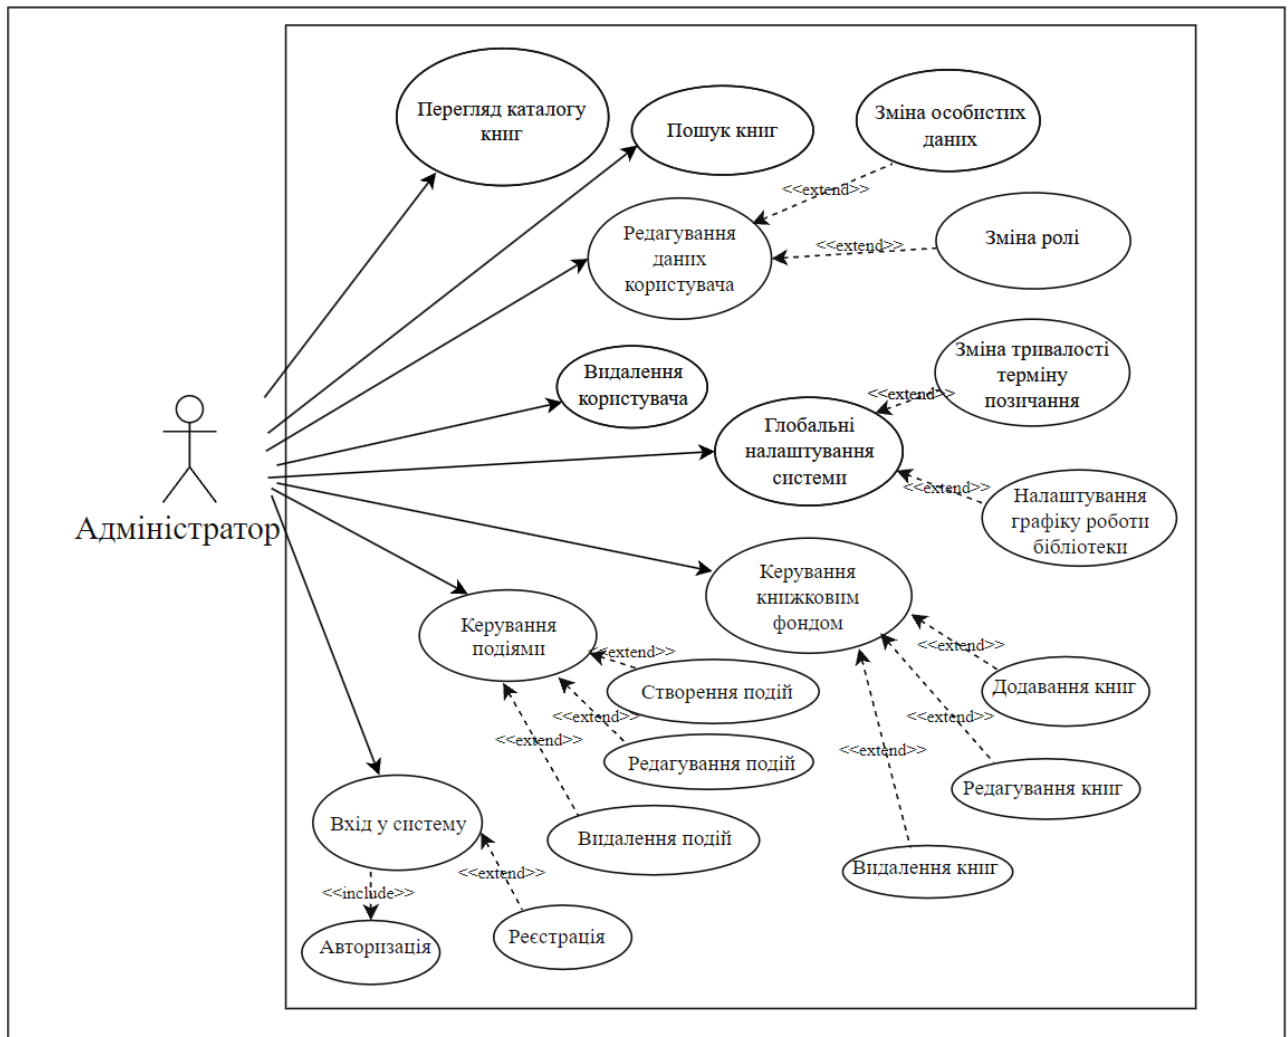 Перегляд каталогу
книг
Пошук книг
Зміна особистих
даних
<<extend>>
Редагування
даних
користувача
<<extend>>
Зміна ролі
Видалення
користувача
Зміна тривалості
терміну
позичання
<<extend>>
Глобальні
налаштування
системи
<<extend>>
Налаштування
графіку роботи
бібліотеки
Адміністратор
Керування
книжковим
фондом
Керування
подіями
<<extend>>
Створення подій
<<extend>>
Додавання книг
<<extend>>
<<extend>>
Редагування подій
<<extend>>
<<extend>>
Редагування книг
Вхід у систему
Видалення подій
Видалення книг
<<include>>
<<extend>>
Авторизація
Реєстрація